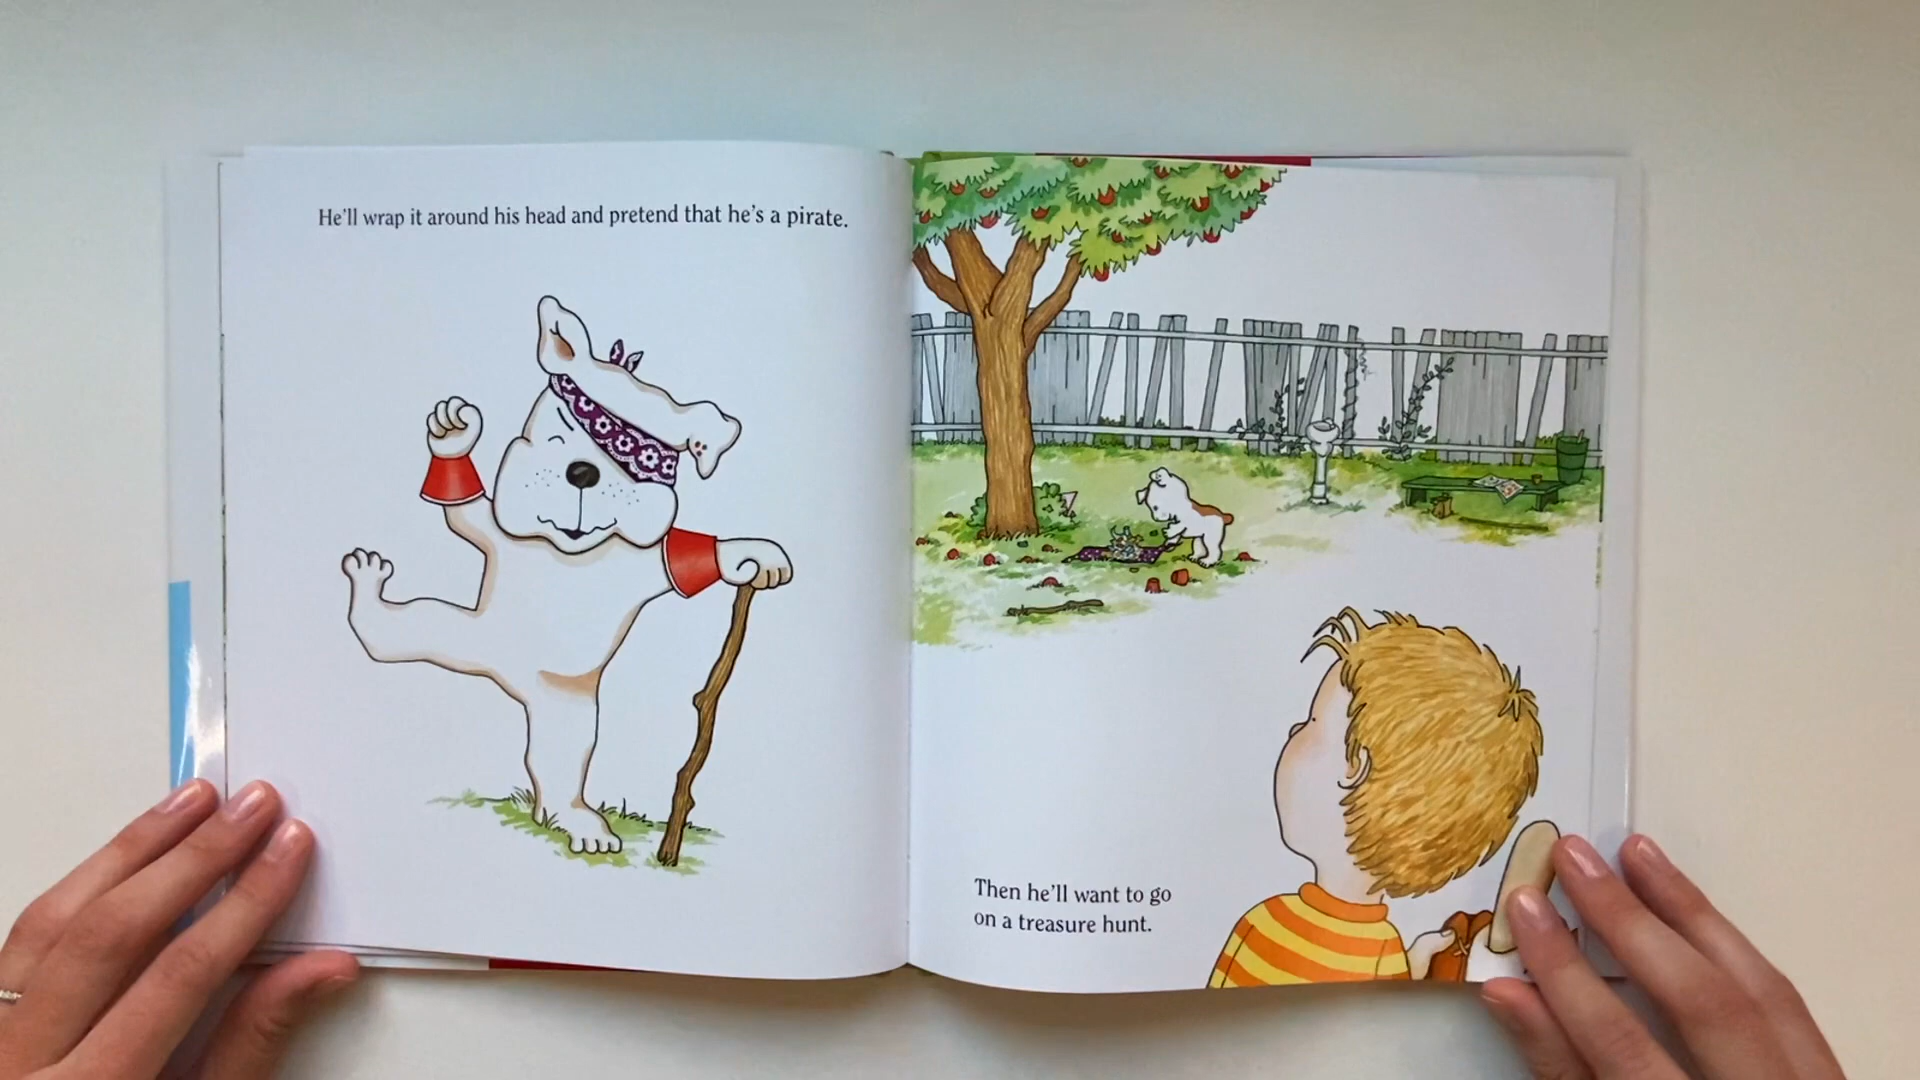 He'll wrap it around his head and pretend that he's a pirate.
Then he'll want to go
on a treasure hunt.